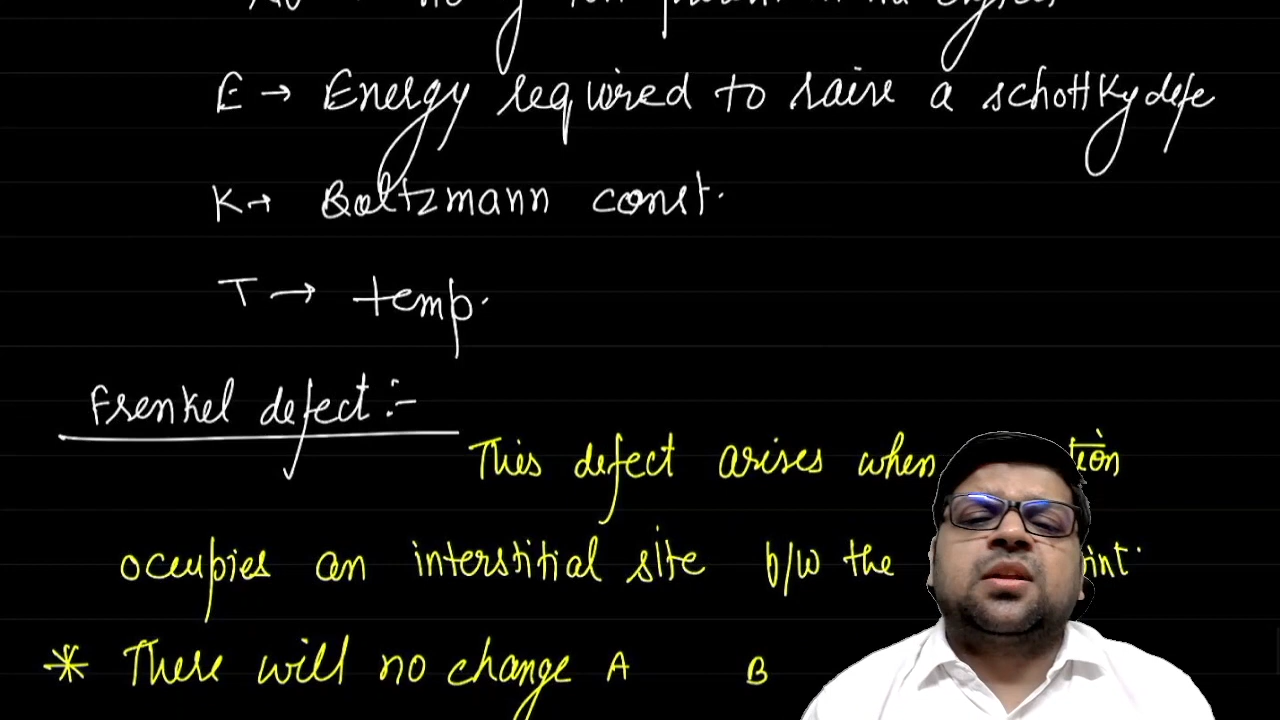 E → Energy required to raise a schottky defe
K → Boltzmann const.
T → temp.
Frenkel defect :-
This defect arises when
occupies an interstitial site b/w the
* There will no change A B